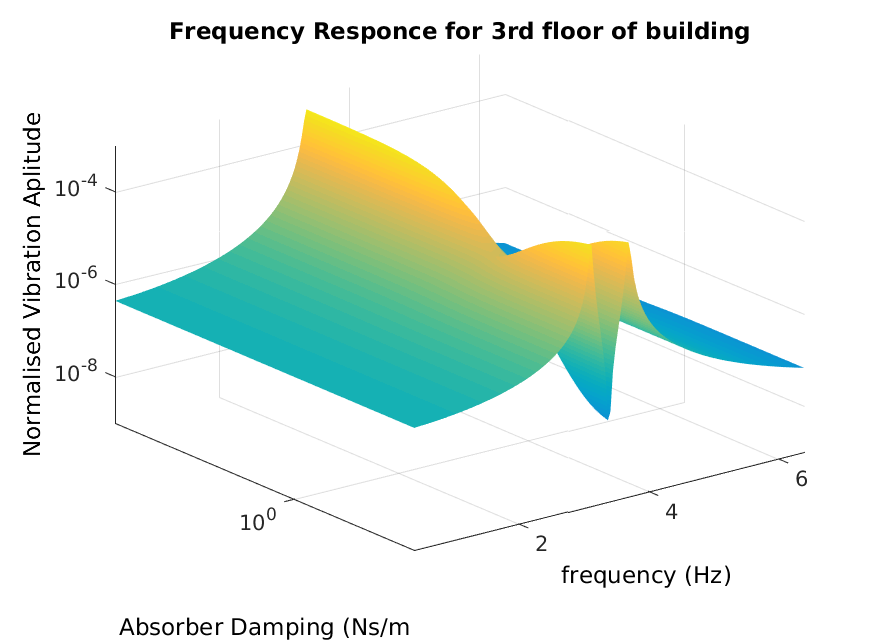 Frequency Responce for 3rd floor of building
Normalised Vibration Aplitude
10^-4
10^-6
10^-8
10^0
2
4
6
frequency (Hz)
Absorber Damping (Ns/m